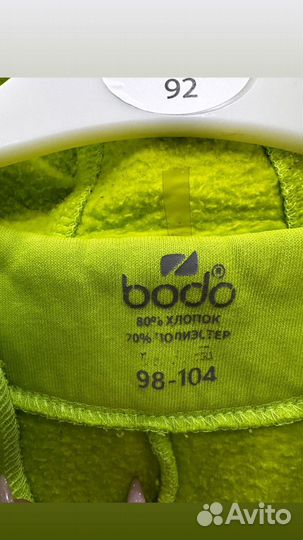 92
bodo®
80% ХЛОПОК
20% ПОЛИЭСТЕР
98-104
Avito